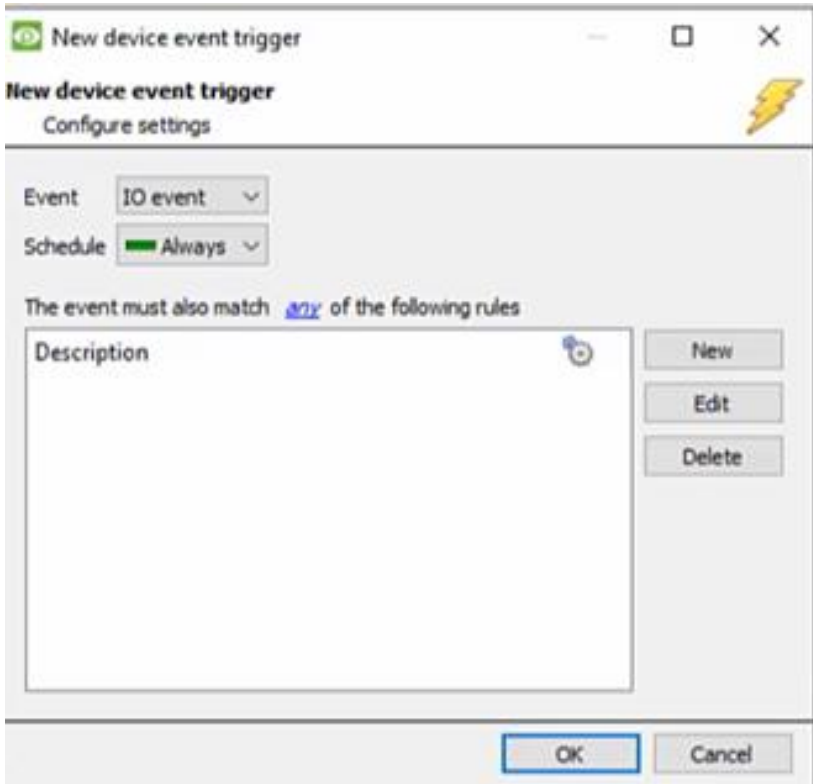 New device event trigger
New device event trigger
Configure settings
Event IO event
Schedule Always
The event must also match any of the following rules
Description
New
Edit
Delete
OK Cancel